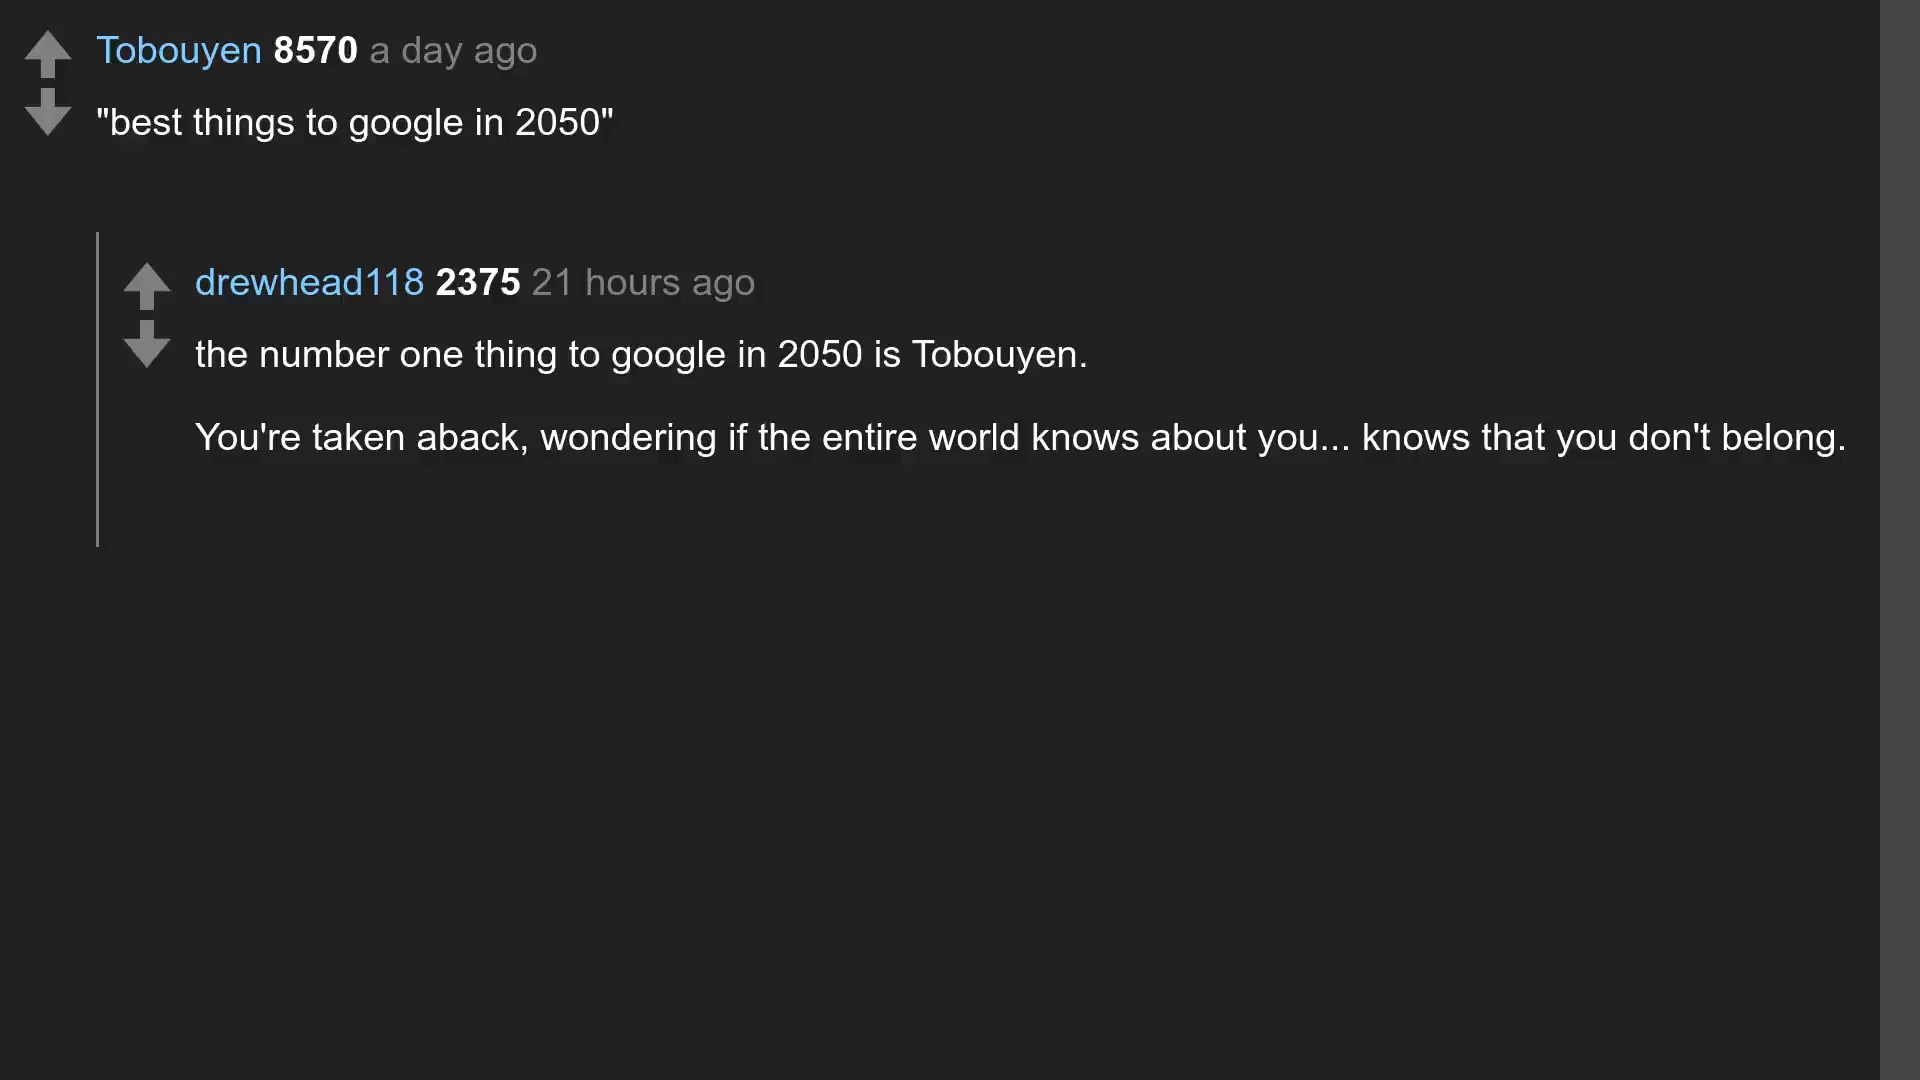 Tobouyen 8570 a day ago
"best things to google in 2050"
drewhead118 2375 21 hours ago
the number one thing to google in 2050 is Tobouyen.
You're taken aback, wondering if the entire world knows about you... knows that you don't belong.